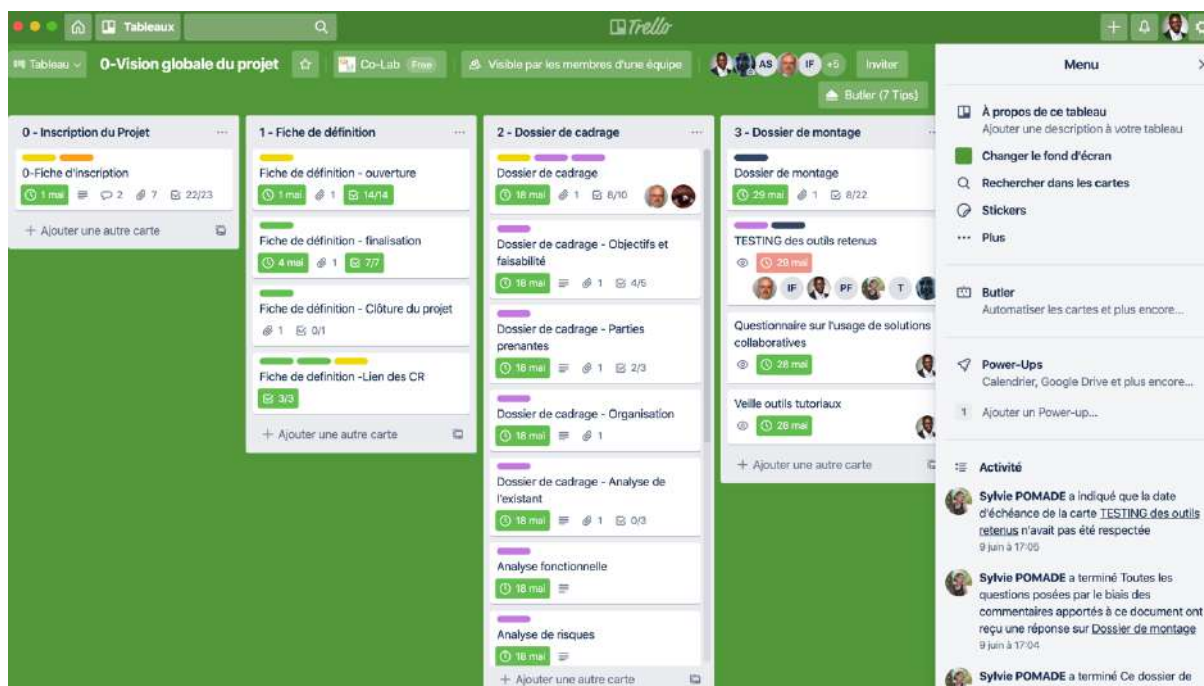 Tableaux
Trello
Tableau
0-Vision globale du projet
Co-Lab Free
Visible par les membres d'une équipe
AS
IF
+5
Inviter
Butler (7 Tips)
0 - Inscription du Projet
0-Fiche d'inscription
1 mai 2 7 22/23
+ Ajouter une autre carte
1 - Fiche de définition
Fiche de définition - ouverture
1 mai 1 14/14
Fiche de définition - finalisation
4 mai 1 7/7
Fiche de définition - Clôture du projet
1 0/1
Fiche de definition -Lien des CR
3/3
+ Ajouter une autre carte
2 - Dossier de cadrage
Dossier de cadrage
18 mai 1 8/10
Dossier de cadrage - Objectifs et
faisabilité
18 mai 1 4/5
Dossier de cadrage - Parties
prenantes
18 mai 1 2/3
Dossier de cadrage - Organisation
18 mai 1
Dossier de cadrage - Analyse de
l'existant
18 mai 1 0/3
Analyse fonctionnelle
18 mai
Analyse de risques
18 mai
+ Ajouter une autre carte
3 - Dossier de montage
Dossier de montage
29 mai 1 8/22
TESTING des outils retenus
29 mai
IF PF T
Questionnaire sur l'usage de solutions
collaboratives
28 mai
Veille outils tutoriaux
28 mai
+ Ajouter une autre carte
Menu
À propos de ce tableau
Ajouter une description à votre tableau
Changer le fond d'écran
Rechercher dans les cartes
Stickers
Plus
Butler
Automatiser les cartes et plus encore...
Power-Ups
Calendrier, Google Drive et plus encore...
1 Ajouter un Power-up...
Activité
Sylvie POMADE a indiqué que la date
d'échéance de la carte TESTING des outils
retenus n'avait pas été respectée
9 juin à 17:05
Sylvie POMADE a terminé Toutes les
questions posées par le biais des
commentaires apportés à ce document ont
reçu une réponse sur Dossier de montage
9 juin à 17:04
Sylvie POMADE a terminé Ce dossier de